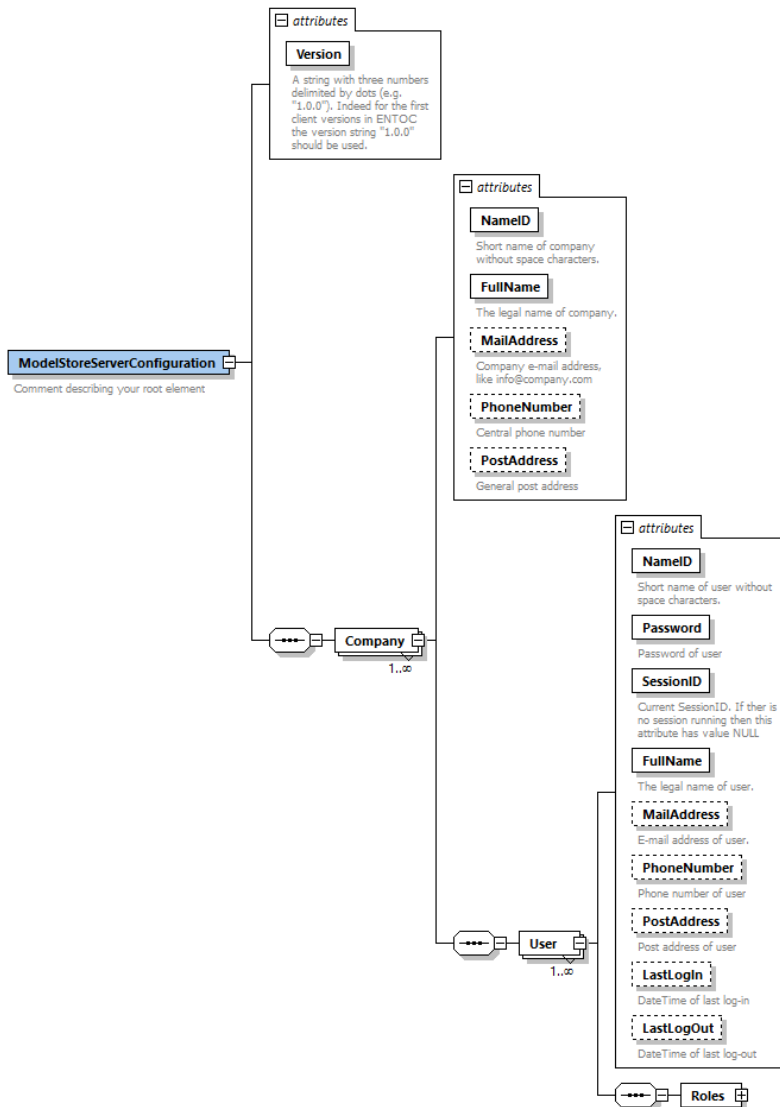 attributes
Version
A string with three numbers
delimited by dots (e.g.
"1.0.0"). Indeed for the first
client versions in ENTOC
the version string "1.0.0"
should be used.
attributes
NameID
Short name of company
without space characters.
FullName
The legal name of company.
MailAddress
Company e-mail address,
like info@company.com
PhoneNumber
Central phone number
PostAddress
General post address
ModelStoreServerConfiguration
Comment describing your root element
Company
1..∞
attributes
NameID
Short name of user without
space characters.
Password
Password of user
SessionID
Current SessionID. If ther is
no session running then this
attribute has value NULL
FullName
The legal name of user.
MailAddress
E-mail address of user.
PhoneNumber
Phone number of user
PostAddress
Post address of user
LastLogIn
DateTime of last log-in
LastLogOut
DateTime of last log-out
User
1..∞
Roles